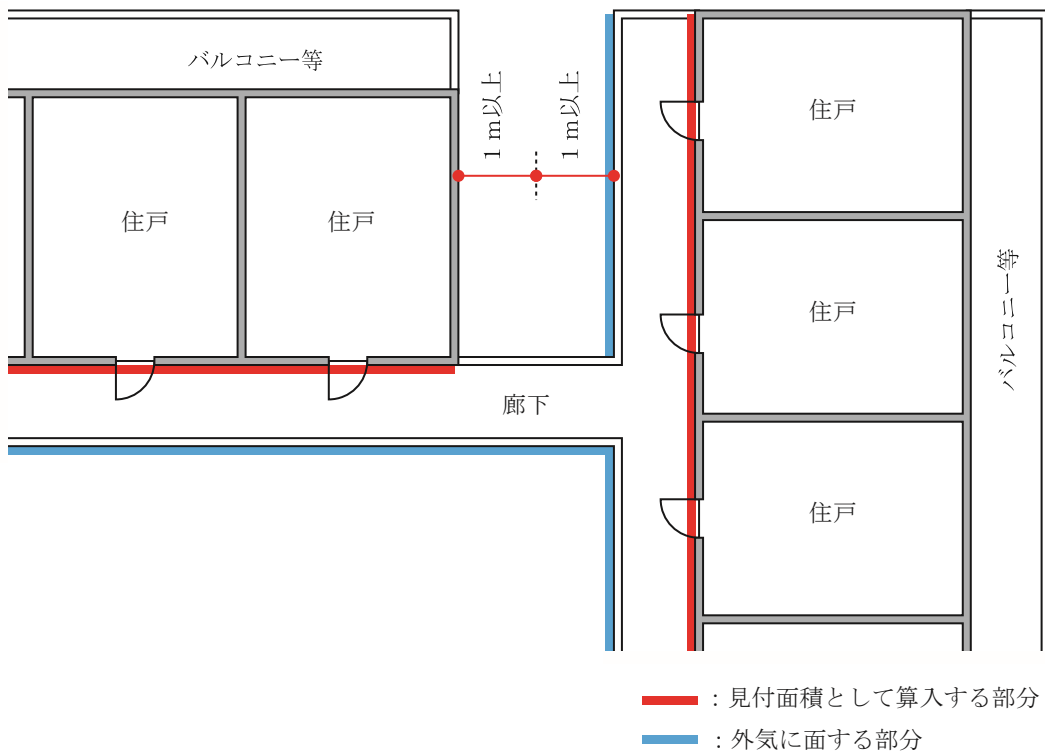 バルコニー等
1m以上
1m以上
住戸
住戸
住戸
住戸
バルコニー等
廊下
住戸
：見付面積として算入する部分
：外気に面する部分